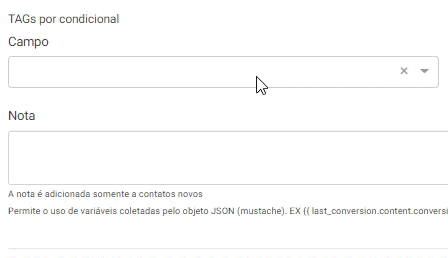 TAGs por condicional
Campo
Nota
A nota é adicionada somente a contatos novos
Permite o uso de variáveis coletadas pelo objeto JSON (mustache). EX {{ last_conversion.content.conversi